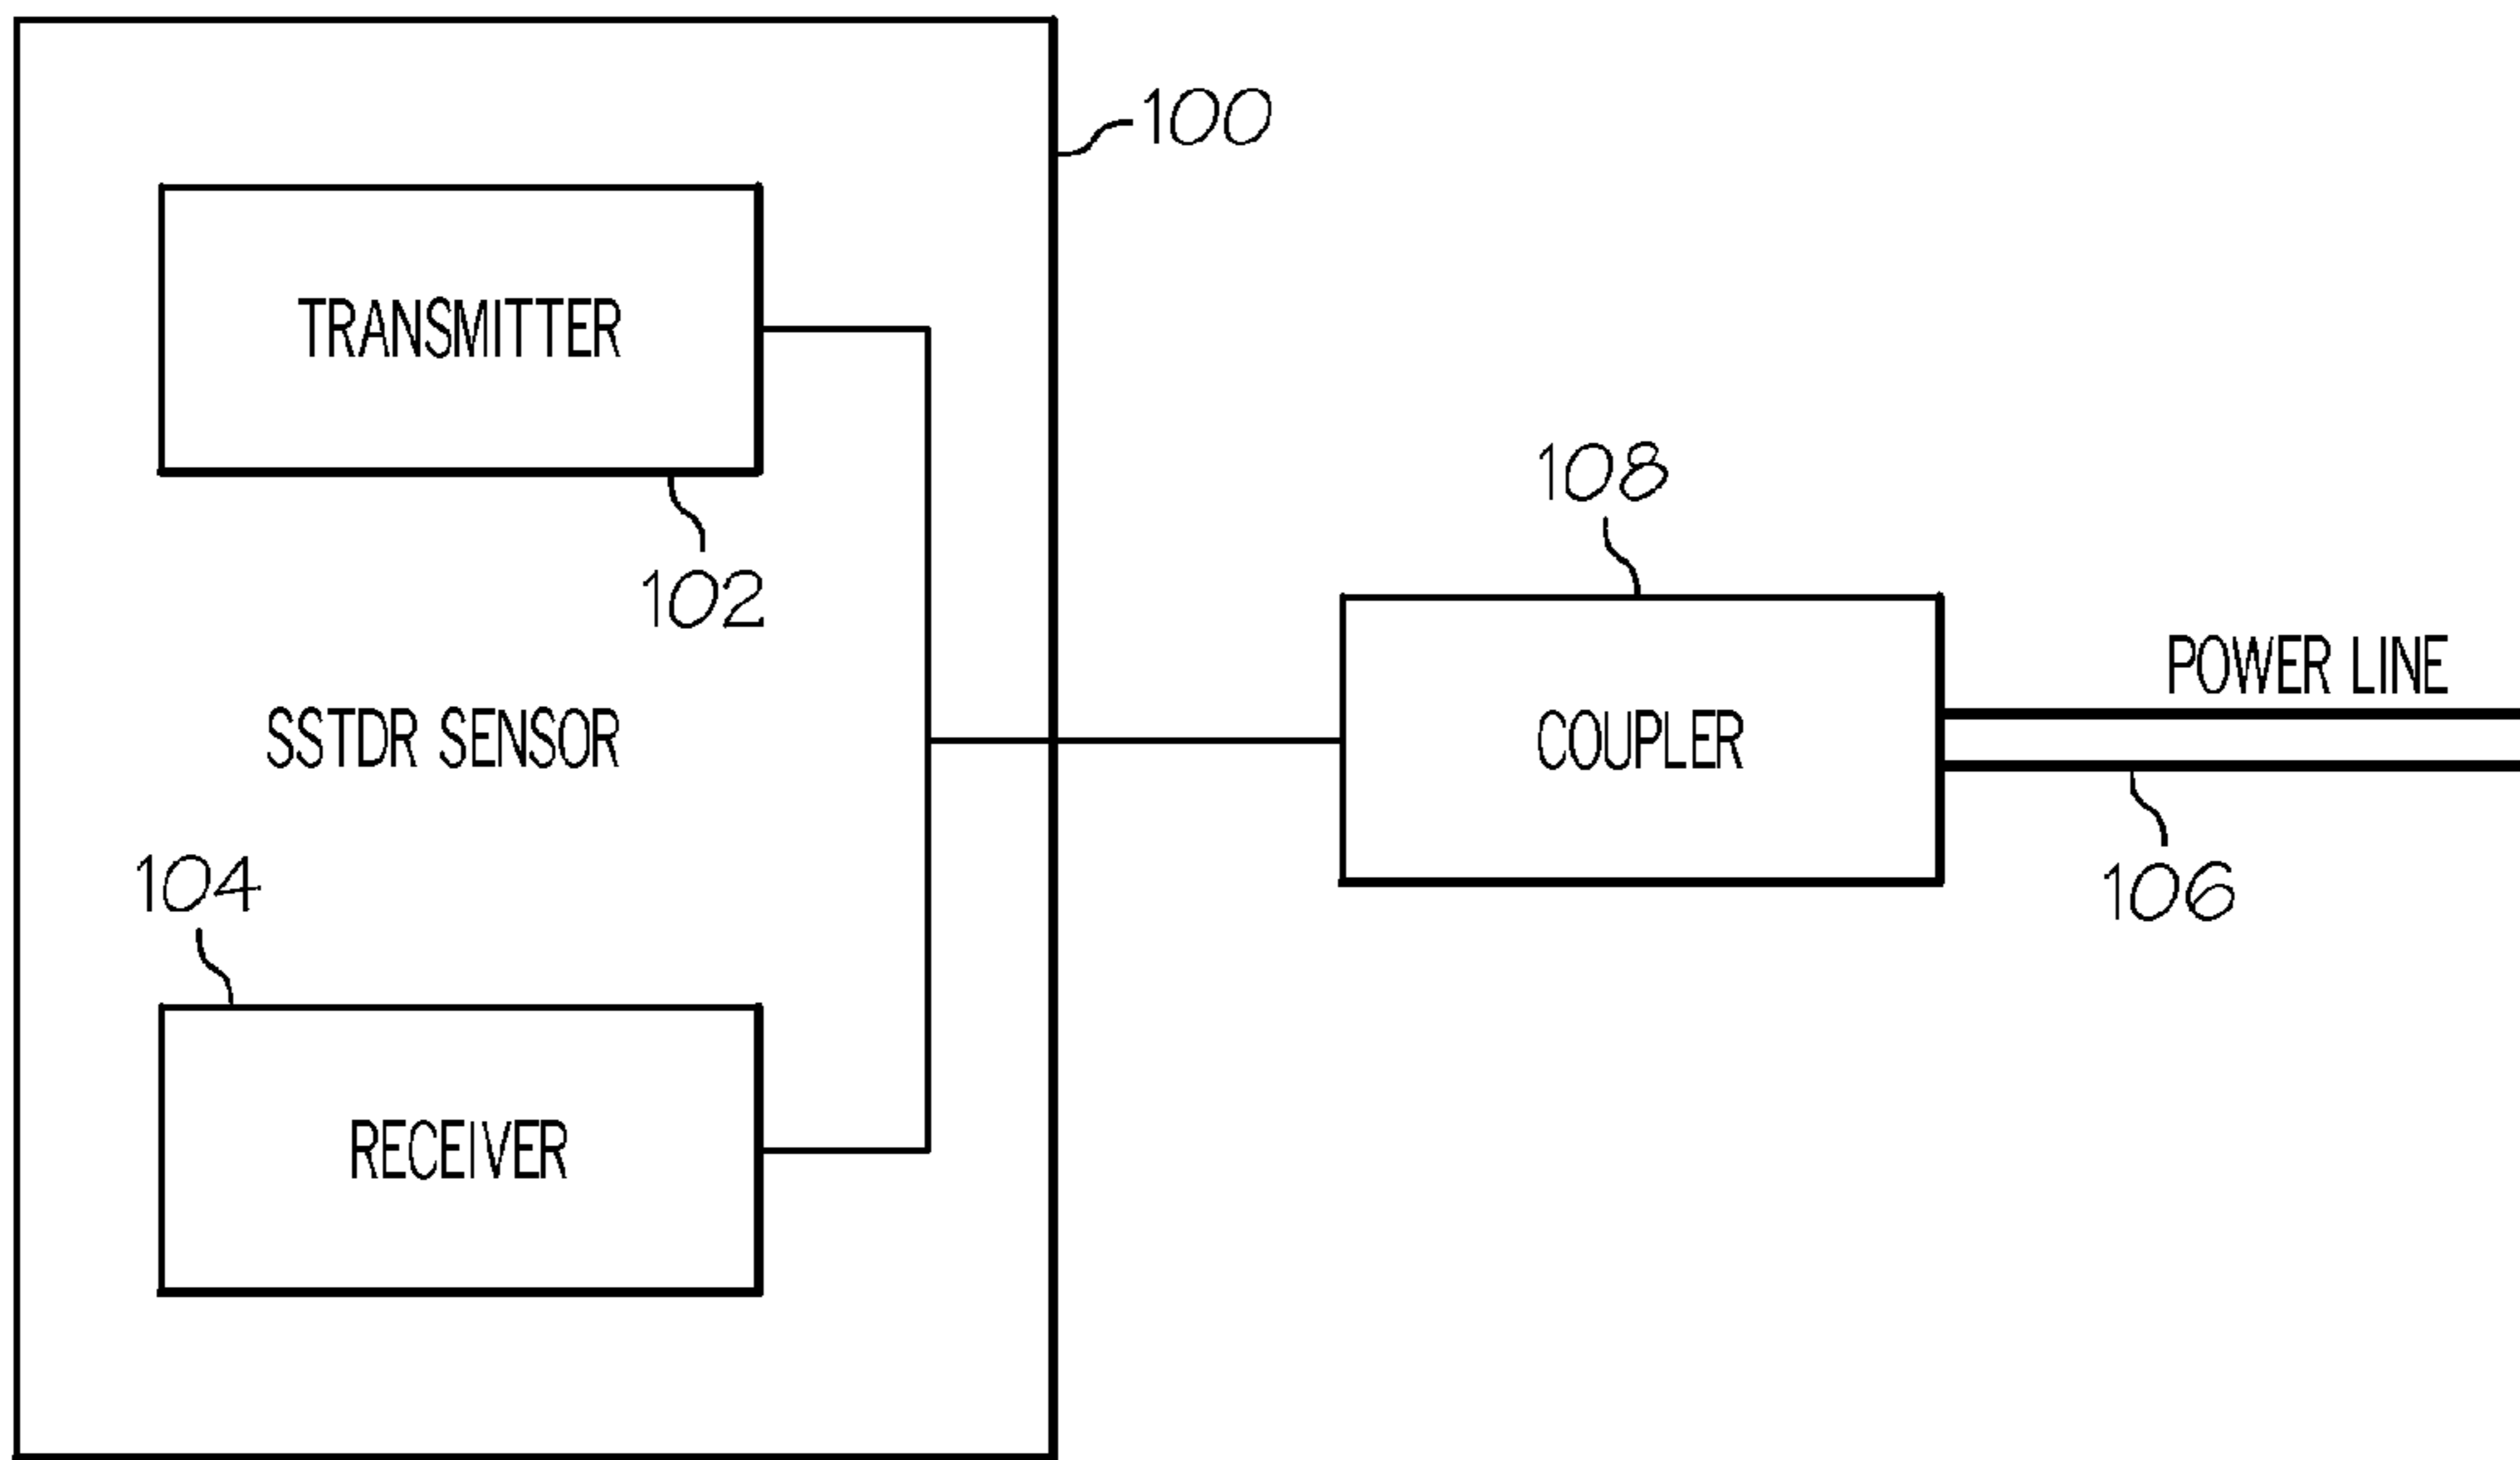 100
TRANSMITTER
102
108
POWER LINE
SSTDR SENSOR
COUPLER
104
106
RECEIVER